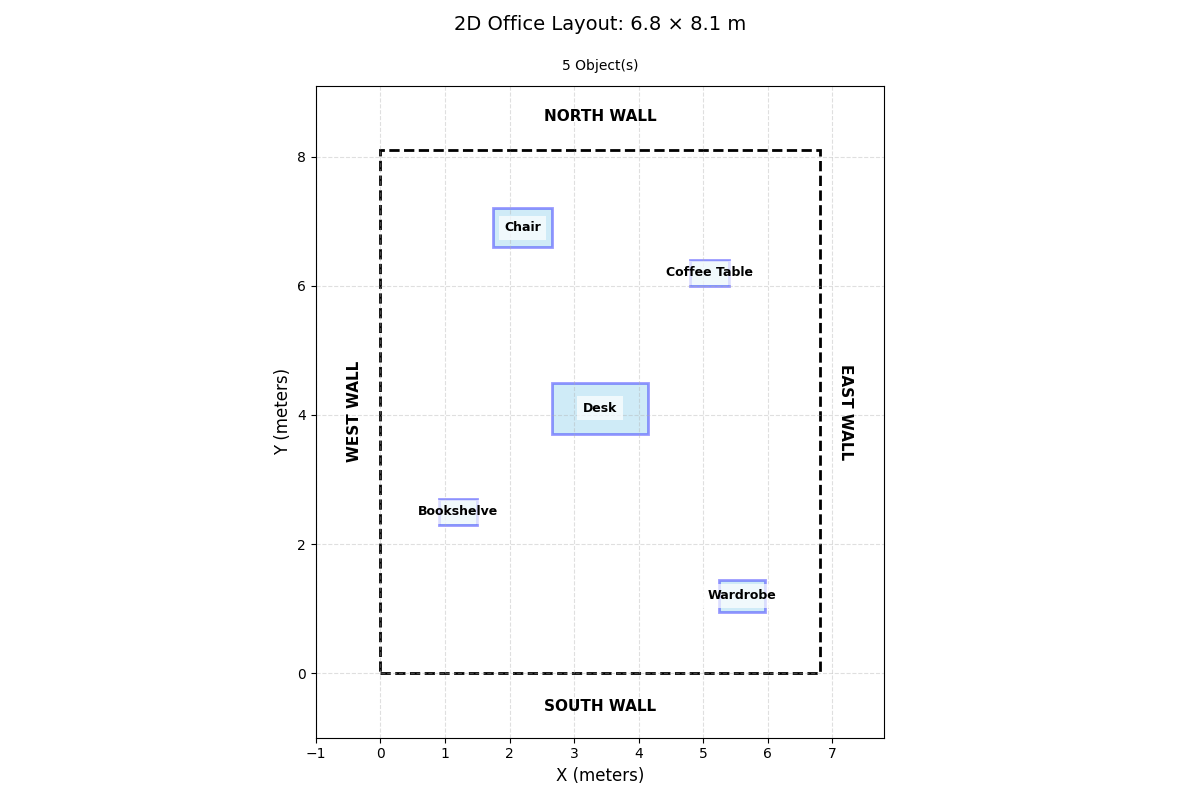 2D Office Layout: 6.8 × 8.1 m
5 Object(s)
NORTH WALL
8
Chair
Coffee Table
6
WEST WALL
EAST WALL
Y (meters)
Desk
4
Bookshelve
2
Wardrobe
0
SOUTH WALL
−1 0 1 2 3 4 5 6 7
X (meters)